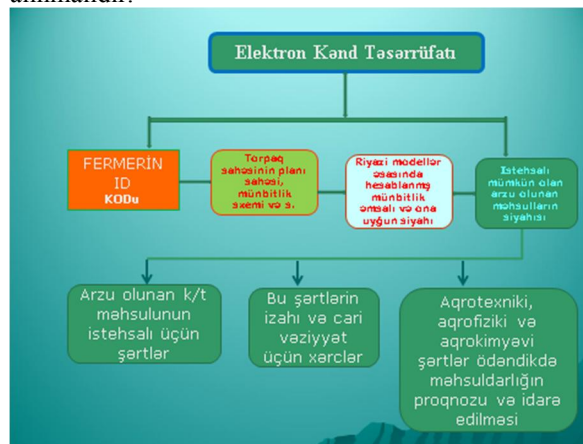 Elektron Kənd Təsərrüfatı
FERMERİN
ID
KODu
Torpaq
sahəsinin planı
sahəsi,
münbitlik
sxemi və s.
Riyazi modellər
əsasında
hesablanmış
münbitlik
əmsalı və ona
uyğun siyahı
İstehsalı
mümkün olan
arzu olunan
məhsulların
siyahısı
Arzu olunan k/t
məhsulunun
istehsalı üçün
şərtlər
Bu şərtlərin
izahı və cari
vəziyyət
üçün xərclər
Aqrotexniki,
aqrofiziki və
aqrokimyəvi
şərtlər ödəndikdə
məhsuldarlığın
proqnozu və idarə
edilməsi